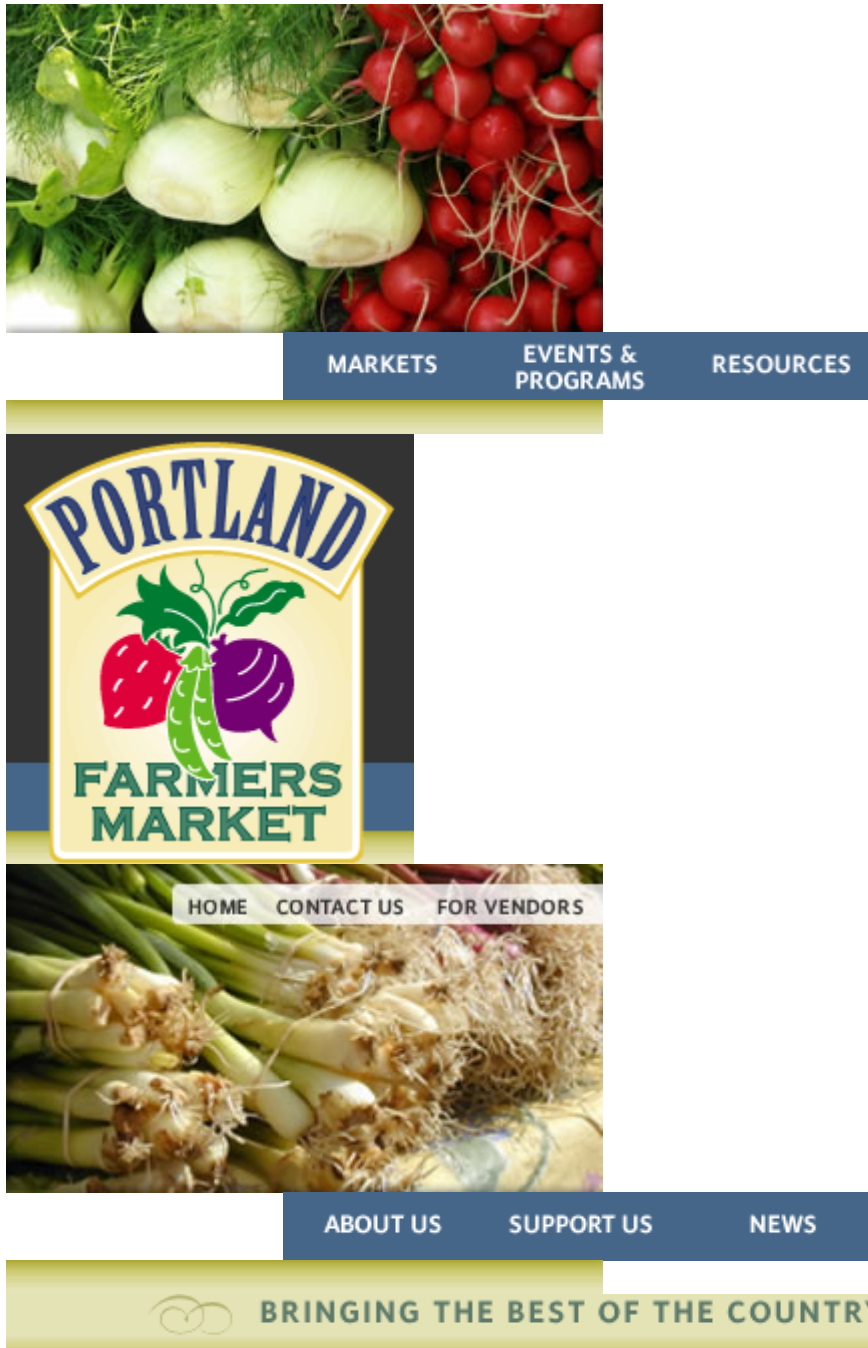 MARKETS
EVENTS &
PROGRAMS
RESOURCES
PORTLAND
FARMERS
MARKET
HOME CONTACT US FOR VENDORS
ABOUT US SUPPORT US NEWS
BRINGING THE BEST OF THE COUNTRY